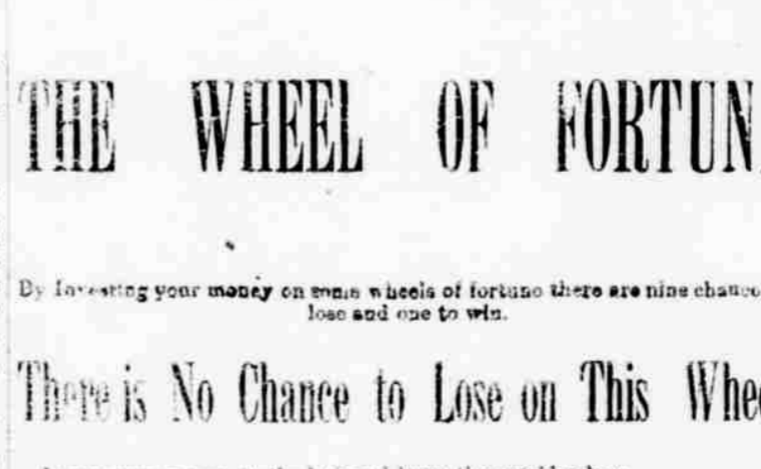 THE WHEEL OF FORTUN
By Investing your money on some wheels of fortune there are nine chance
lose and one to win.
There is No Chance to Lose on This Whee